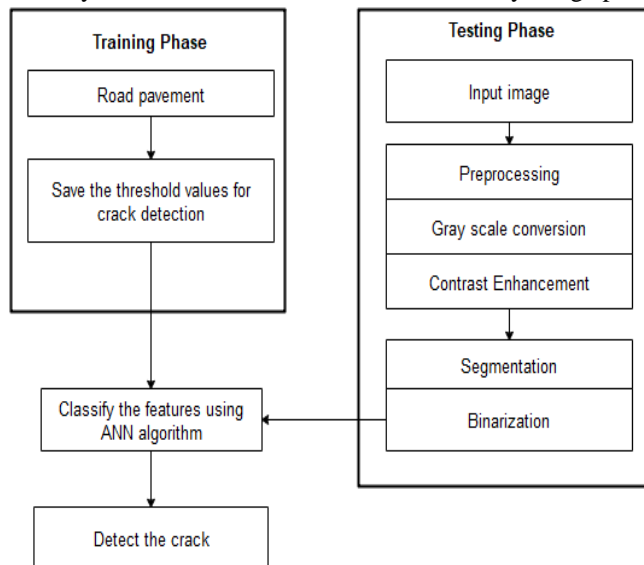 Training Phase
Road pavement
Save the threshold values for
crack detection
Testing Phase
Input image
Preprocessing
Gray scale conversion
Contrast Enhancement
Segmentation
Binarization
Classify the features using
ANN algorithm
Detect the crack